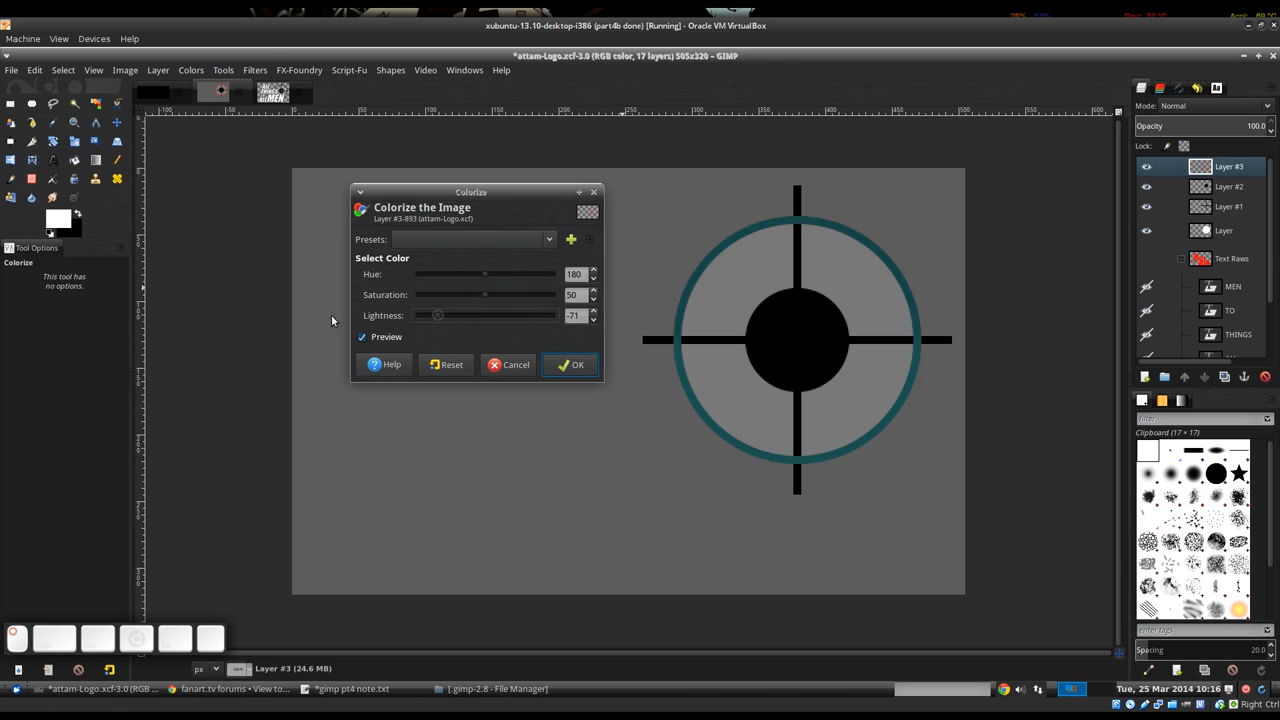 xubuntu-13.10-desktop-i386 (part4b done) [Running] - Oracle VM VirtualBox
Machine View Devices Help
*attam-Logo.xcf-3.0 (RGB color, 17 layers) 505x320 – GIMP
File Edit Select View Image Layer Colors Tools Filters FX-Foundry Script-Fu Shapes Video Windows Help
Mode: Normal
Opacity 100.0
Lock:
Layer #3
Layer #2
Layer #1
Layer
Text Raws
MEN
TO
THINGS
Tool Options
Colorize
This tool has
no options.
Colorize
Colorize the Image
Layer #3-893 (attam-Logo.xcf)
Presets:
Select Color
Hue: 180
Saturation: 50
Lightness: -71
Preview
Help Reset Cancel OK
filter
Clipboard (17 × 17)
enter tags
Spacing 20.0
px Layer #3 (24.6 MB)
*attam-Logo.xcf-3.0 (RGB ... fanart.tv forums • View to... *gimp pt4 note.txt [.gimp-2.8 - File Manager] Tue, 25 Mar 2014 10:16
Right Ctrl